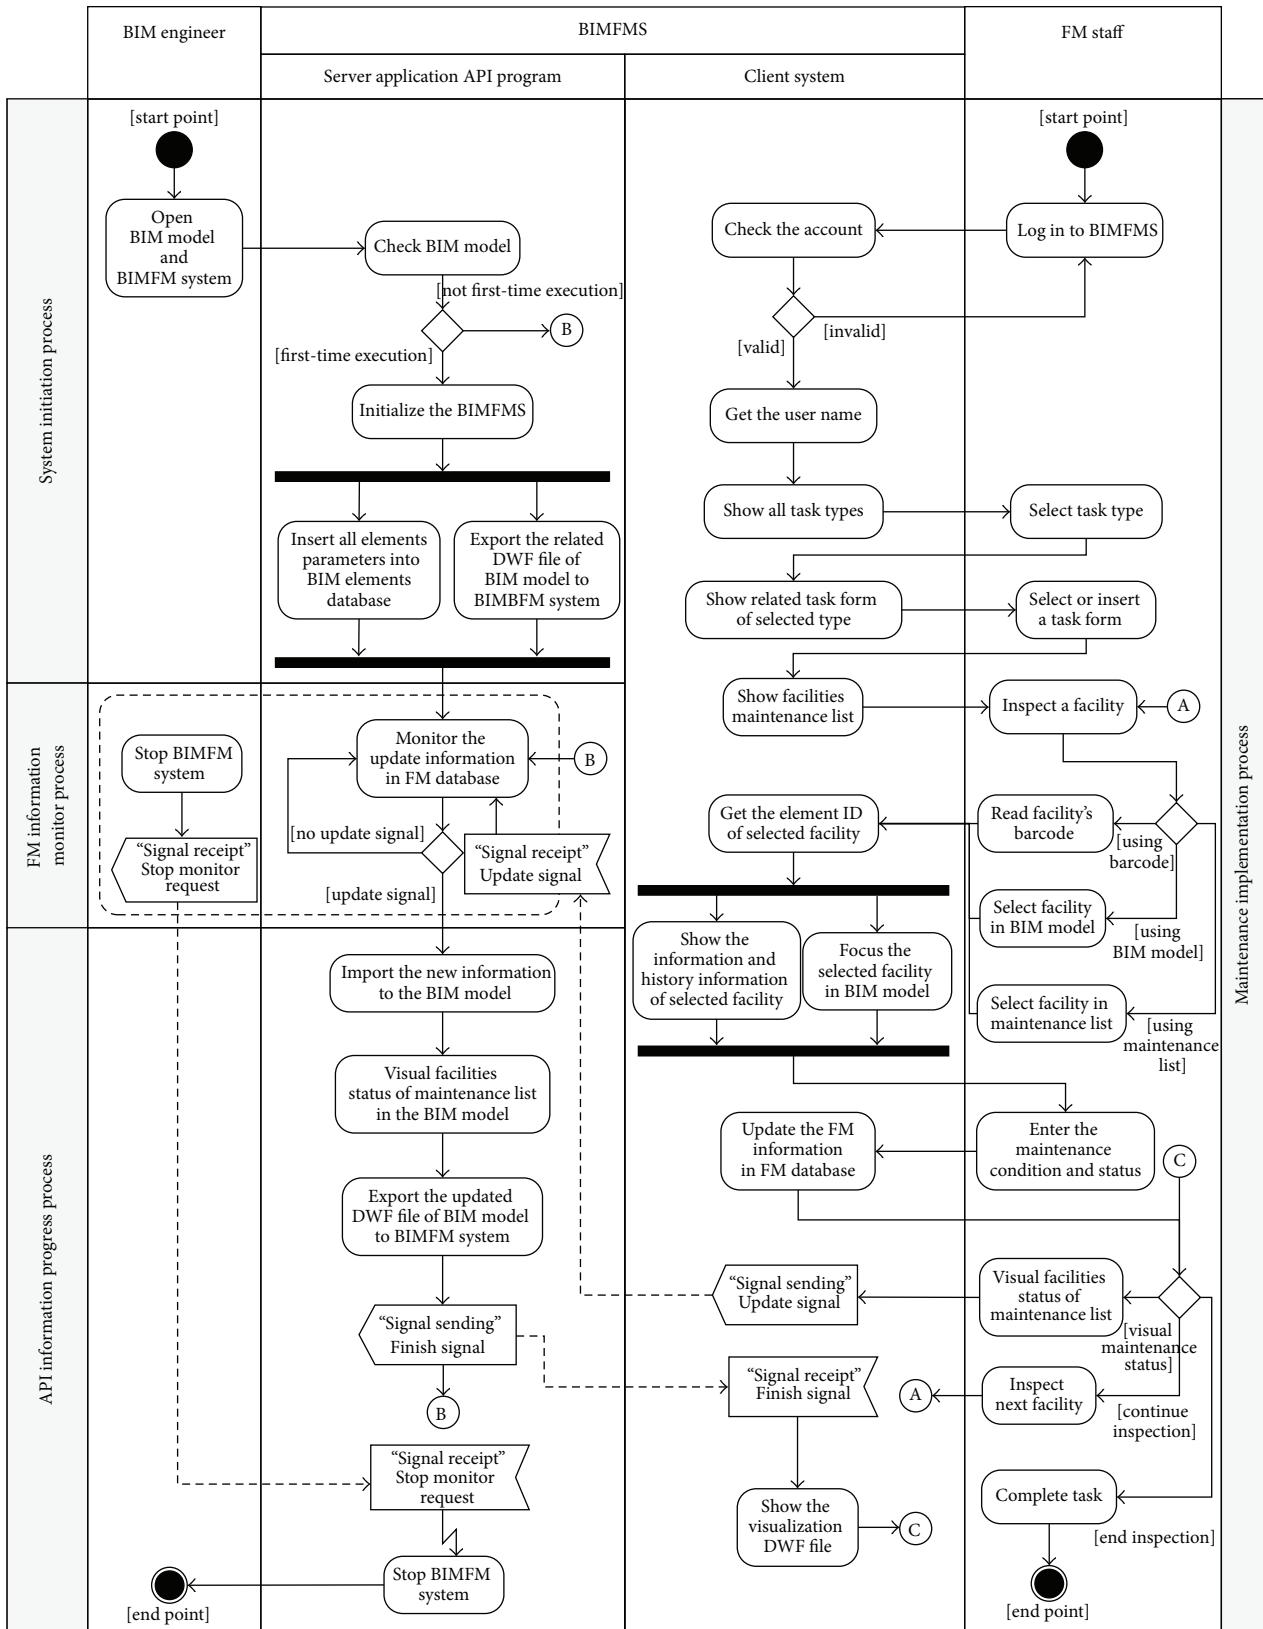 BIM engineer
BIMFMS
FM staff
Server application API program
Client system
System initiation process
FM information
monitor process
API information progress process
Maintenance implementation process
[start point]
Open
BIM model
and
BIMFM system
Check BIM model
[not first-time execution]
B
[first-time execution]
Initialize the BIMFMS
Insert all elements
parameters into
BIM elements
database
Export the related
DWF file of
BIM model to
BIMBFM system
[start point]
Log in to BIMFMS
Check the account
[invalid]
[valid]
Get the user name
Show all task types
Select task type
Show related task form
of selected type
Select or insert
a task form
Show facilities
maintenance list
Inspect a facility
A
Stop BIMFM
system
"Signal receipt"
Stop monitor
request
Monitor the
update information
in FM database
B
[no update signal]
"Signal receipt"
Update signal
[update signal]
Get the element ID
of selected facility
Read facility's
barcode
[using
barcode]
Select facility
in BIM model
[using
BIM model]
Select facility in
maintenance list
[using
maintenance
list]
Show the
information and
history information
of selected facility
Focus the
selected facility
in BIM model
Import the new information
to the BIM model
Visual facilities
status of maintenance list
in the BIM model
Export the updated
DWF file of BIM model
to BIMFM system
"Signal sending"
Finish signal
B
"Signal receipt"
Stop monitor
request
Stop BIMFM
system
[end point]
Update the FM
information
in FM database
Enter the
maintenance
condition and status
C
"Signal sending"
Update signal
Visual facilities
status of
maintenance list
[visual
maintenance
status]
"Signal receipt"
Finish signal
A
Inspect
next facility
[continue
inspection]
Show the
visualization
DWF file
C
Complete task
[end inspection]
[end point]